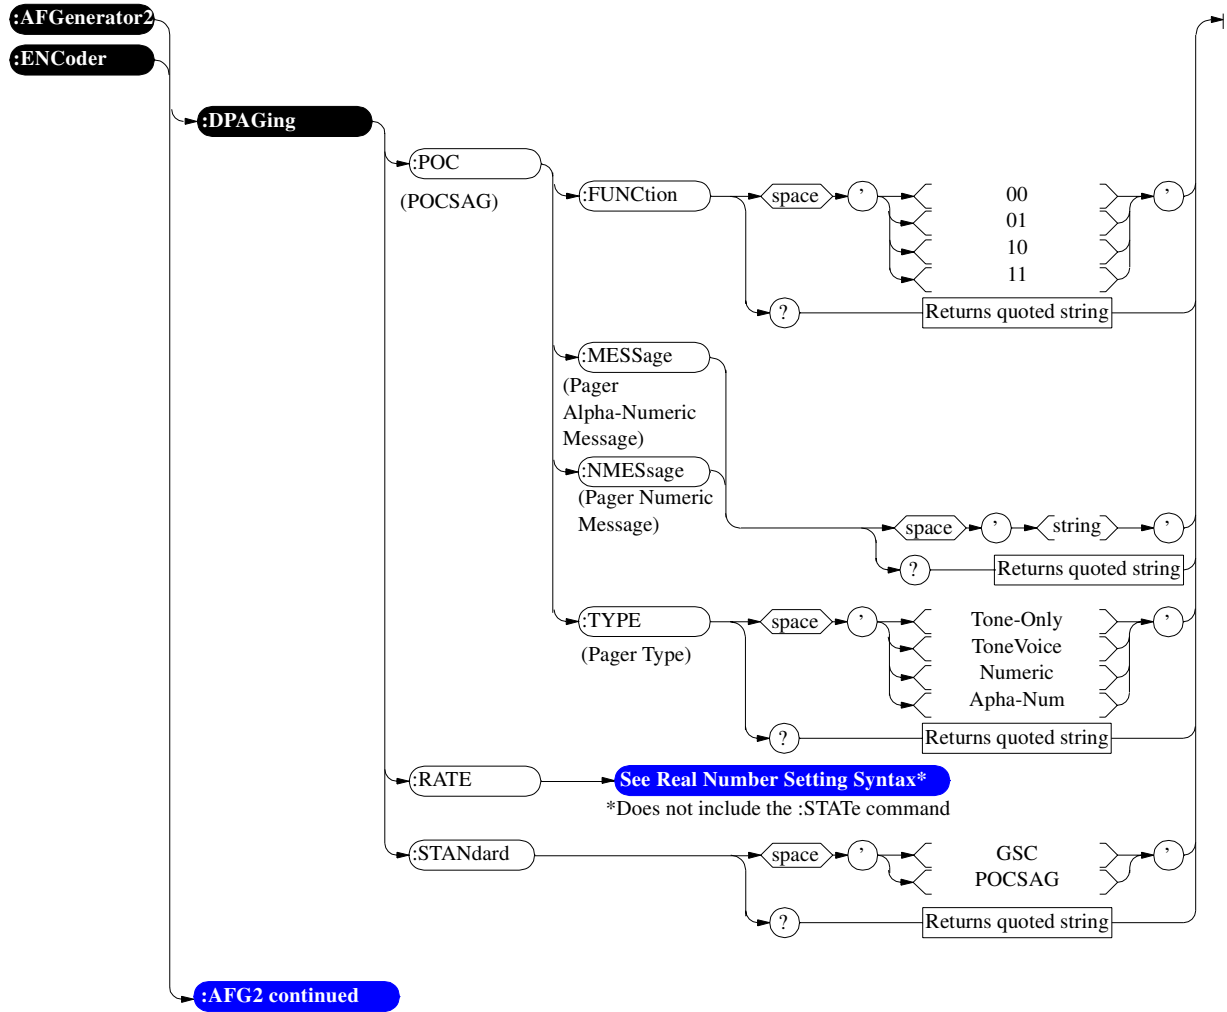 :AFGenerator2
:ENCoder
:DPAGing
:POC
(POCSAG)
:FUNCtion
space ’ 00 ’
01
10
11
? Returns quoted string
:MESSage
(Pager
Alpha-Numeric
Message)
:NMESsage
(Pager Numeric
Message)
space ’ string ’
? Returns quoted string
:TYPE
(Pager Type)
space ’ Tone-Only ’
ToneVoice
Numeric
Apha-Num
? Returns quoted string
:RATE
See Real Number Setting Syntax*
*Does not include the :STATe command
:STANdard
space ’ GSC ’
POCSAG
? Returns quoted string
:AFG2 continued